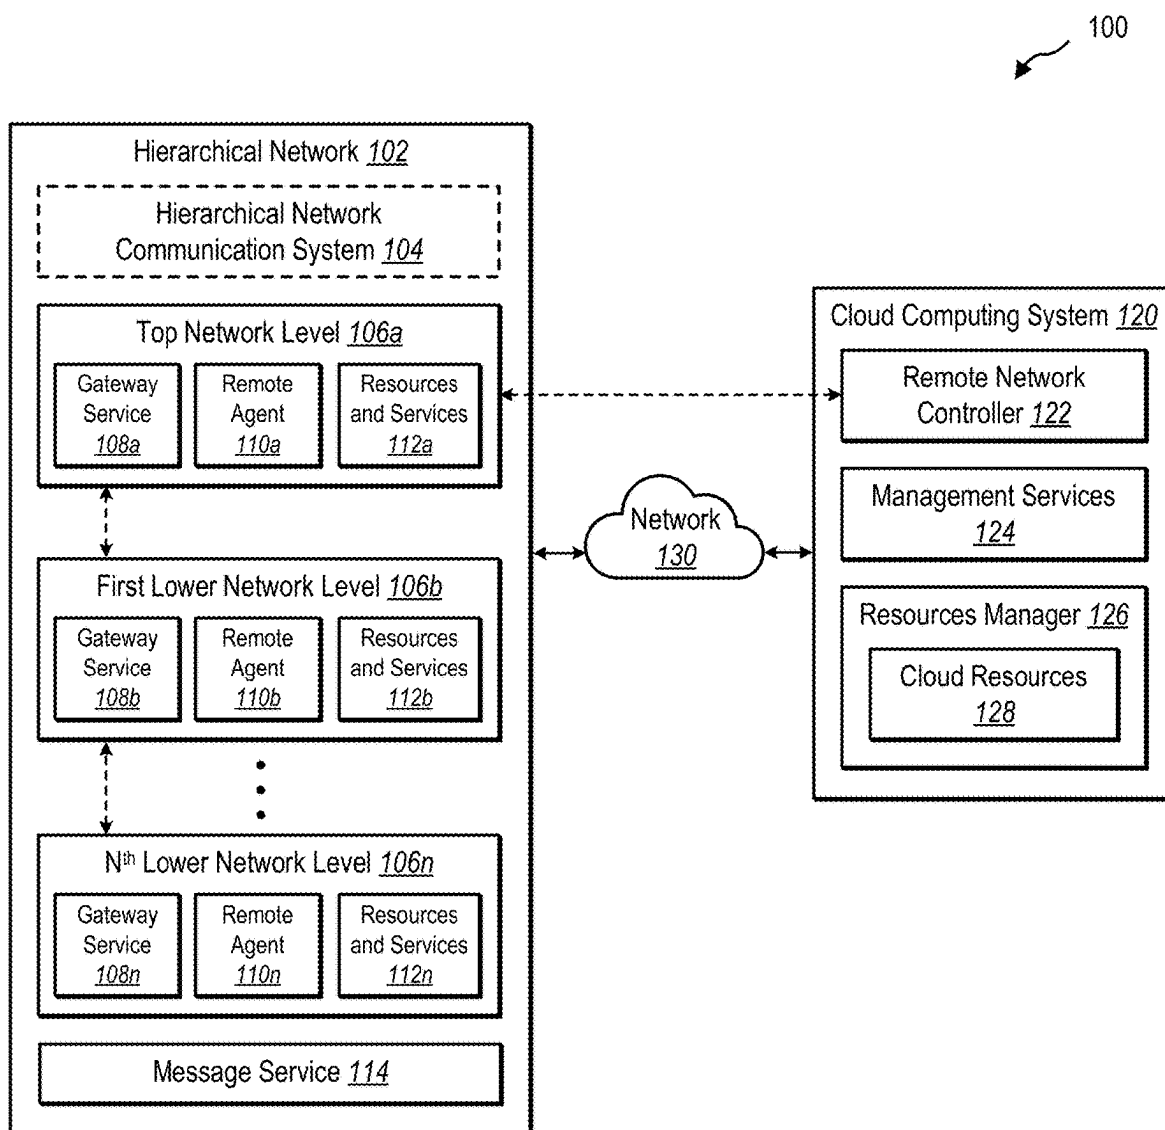 100
Hierarchical Network 102
Hierarchical Network
Communication System 104
Top Network Level 106a
Gateway
Service
108a
Remote
Agent
110a
Resources
and Services
112a
First Lower Network Level 106b
Gateway
Service
108b
Remote
Agent
110b
Resources
and Services
112b
Nth Lower Network Level 106n
Gateway
Service
108n
Remote
Agent
110n
Resources
and Services
112n
Message Service 114
Network
130
Cloud Computing System 120
Remote Network
Controller 122
Management Services
124
Resources Manager 126
Cloud Resources
128